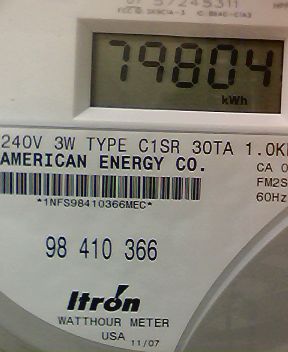 79804
kWh
240V 3W TYPE C1SR 30TA 1.0K
AMERICAN ENERGY CO.
CA 0
FM2S
60Hz
*1NFS98410366MEC*
98 410 366
Itron
WATTHOUR METER
USA 11/07